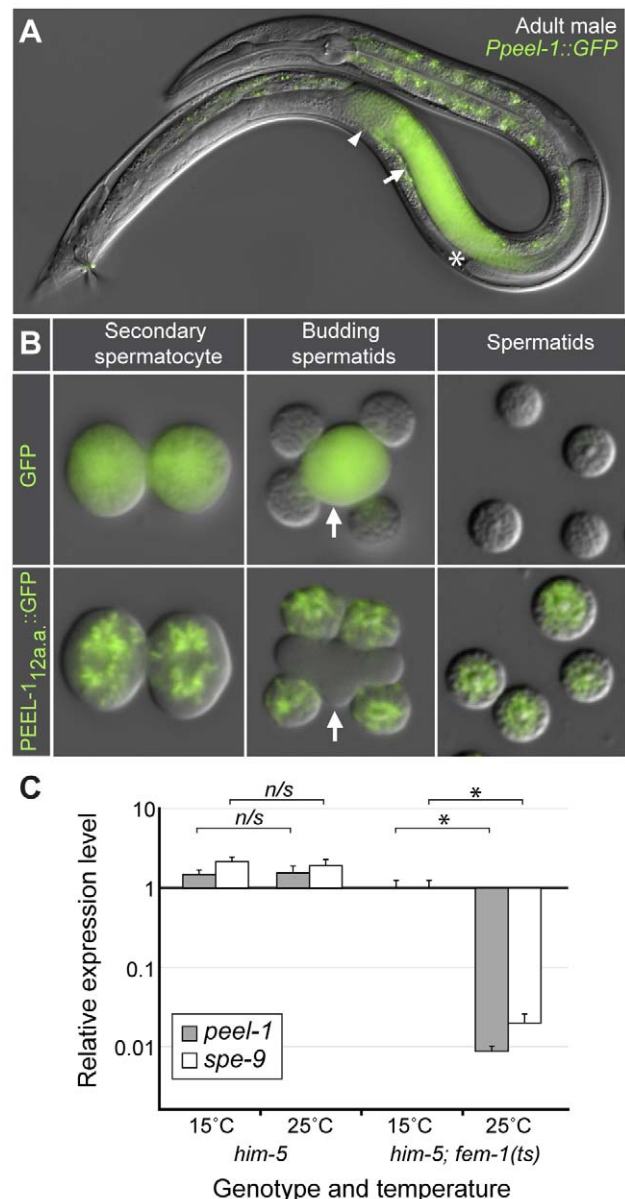 A
Adult male
Ppeel-1::GFP
*
B
Secondary spermatocyte
Budding spermatids
Spermatids
GFP
PEEL-1 12a.a.::GFP
C
Relative expression level
10
1
0.1
0.01
n/s
n/s
*
*
peel-1
spe-9
15°C
25°C
15°C
25°C
him-5
him-5; fem-1(ts)
Genotype and temperature